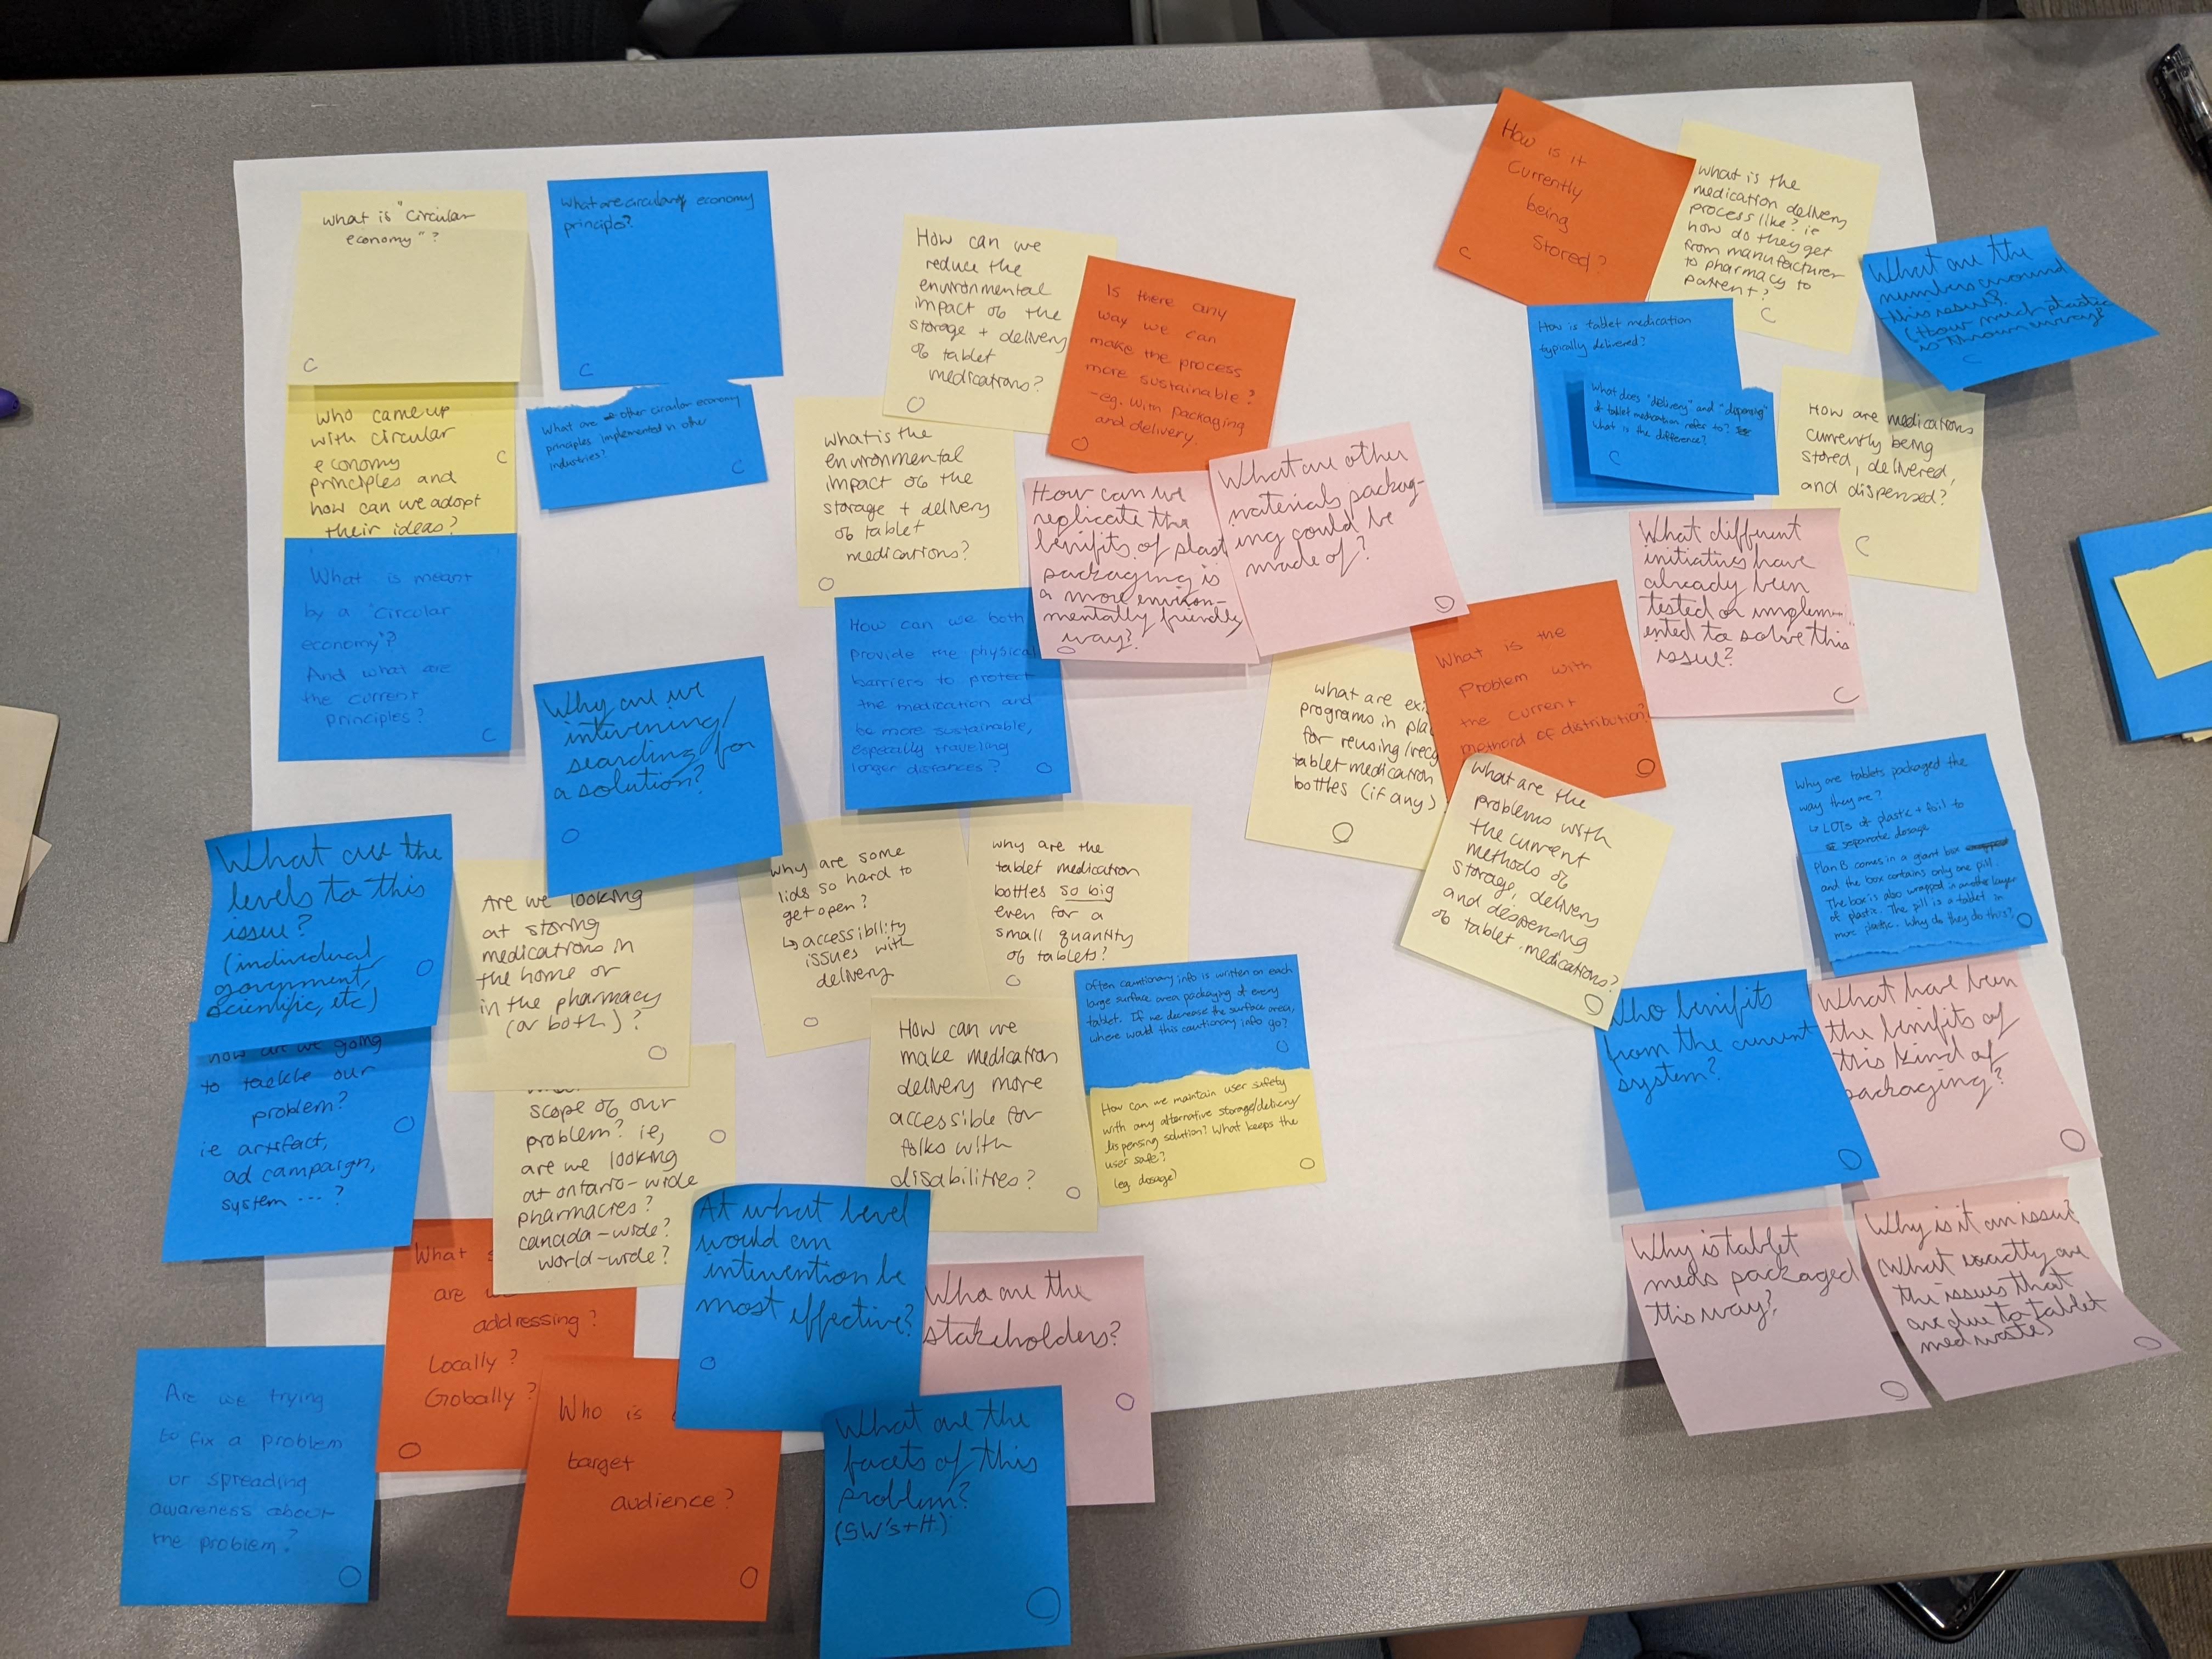 what is "circular
economy"?
C
What are circular economy
principles?
C
who came up
with circular
economy
principles and
how can we adopt
their ideas?
C
What are other circular economy
principles implemented in other
industries?
C
What is meant
by a "circular
economy"?
And what are
the current
principles?
C
How can we
reduce the
environmental
impact of the
storage + delivery
of tablet
medications?
O
Is there any
way we can
make the process
more sustainable?
-eg. with packaging
and delivery.
O
what is the
environmental
impact of the
storage + delivery
of tablet
medications?
O
How can we
replicate the
benifits of plast
packaging is
a more environ-
mentally friendly
way?
O
What are other
materials packag-
ing could be
made of?
O
How can we both
provide the physical
barriers to protect
the medication and
be more sustainable,
especially traveling
longer distances?
O
How is it
Currently
being
Stored?
C
what is the
medication delivery
process like? ie
how do they get
from manufacturer
to pharmacy to
patient?
C
What are the
numbers around
this issue?
(How much plastic
is thrown away?
C
How is tablet medication
typically delivered?
What does "delivery" and "dispensing"
of tablet medication refer to?
what is the difference?
C
How are medications
currently being
stored, delivered,
and dispensed?
C
What different
initiatives have
already been
tested or implem-
ented to solve this
issue?
C
What is the
Problem with
the current
method of distribution?
O
what are
programs in
for reusing
tablet medication
bottles (if any)
O
What are the
problems with
the current
methods of
storage, delivery
and dispensing
of tablet medications?
O
Why are tablets packaged the
way they are?
↳ LOTs of plastic + foil to
separate dosage
Plan B comes in a giant box
and the box contains only one pill.
The box is also wrapped in another layer
of plastic. The pill is a tablet in
more plastic. Why do they do this?
O
Who benifits
from the current
system?
O
What have been
the benifits of
this kind of
packaging?
O
Why is tablet
meds packaged
this way?
O
Why is it an issue?
What exactly are
the issues that
are due to tablet
med waste
O
Why are we
intervening/
searching for
a solution?
O
What are the
levels to this
issue?
(individual,
government,
scientific, etc)
O
how are we going
to tackle our
problem?
ie artifact,
ad campaign,
system ...?
O
Are we looking
at storing
medications in
the home or
in the pharmacy
(or both)?
O
scope of our
problem? ie,
are we looking
at ontario-wide
pharmacies?
canada-wide?
world-wide?
O
why are some
lids so hard to
get open?
↳ accessibility
issues with
delivery
O
why are the
tablet medication
bottles so big
even for a
small quantity
of tablets?
O
Often cautionary info is written on each
large surface area packaging of every
tablet. If we decrease the surface area,
where would this cautionary info go?
O
How can we
make medication
delivery more
accessible for
folks with
disabilities?
O
How can we maintain user safety
with any alternative storage/delivery/
dispensing solution? What keeps the
user safe?
(eg. dosage)
O
What
are
addressing?
Locally?
Gobally?
O
Are we trying
to fix a problem
or spreading
awareness about
the problem?
O
Who is
target
audience?
O
At what level
would an
intervention be
most effective?
O
Who are the
stakeholders?
O
What are the
facets of this
problem?
(5W's+H)
O